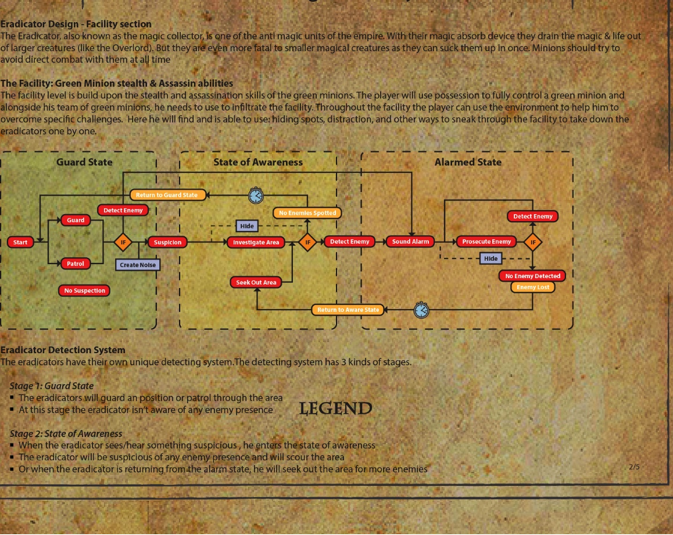 Eradicator Design - Facility section
The Eradicator, also known as the magic collector, is one of the anti magic units of the empire. With their magic absorb device they drain the magic & life out
of larger creatures (like the Overlord), But they are even more fatal to smaller magical creatures as they can suck them up in once. Minions should try to
avoid direct combat with them at all time
The Facility: Green Minion stealth & Assassin abilities
The facility level is build upon the stealth and assassination skills of the green minions. The player will use possession to fully control a green minion and
alongside his team of green minions, he needs to use to infiltrate the facility. Throughout the facility the player can use the environment to help him to
overcome specific challenges. Here he will find and is able to use: hiding spots, distraction, and other ways to sneak through the facility to take down the
eradicators one by one.
Guard State
State of Awareness
Alarmed State
Return to Guard State
Detect Enemy
No Enemies Spotted
Detect Enemy
Guard
Hide
Start
IF
Suspicion
Investigate Area
IF
Detect Enemy
Sound Alarm
Prosecute Enemy
IF
Hide
Patrol
Create Noise
No Enemy Detected
Seek Out Area
Enemy Lost
No Suspicion
Return to Aware State
Eradicator Detection System
The eradicators have their own unique detecting system.The detecting system has 3 kinds of stages.
Stage 1: Guard State
▪ The eradicators will guard an position or patrol through the area
▪ At this stage the eradicator isn't aware of any enemy presence
LEGEND
Stage 2: State of Awareness
▪ When the eradicator sees/hear something suspicious , he enters the state of awareness
▪ The eradicator will be suspicious of any enemy presence and will scour the area
▪ Or when the eradicator is returning from the alarm state, he will seek out the area for more enemies
2/5